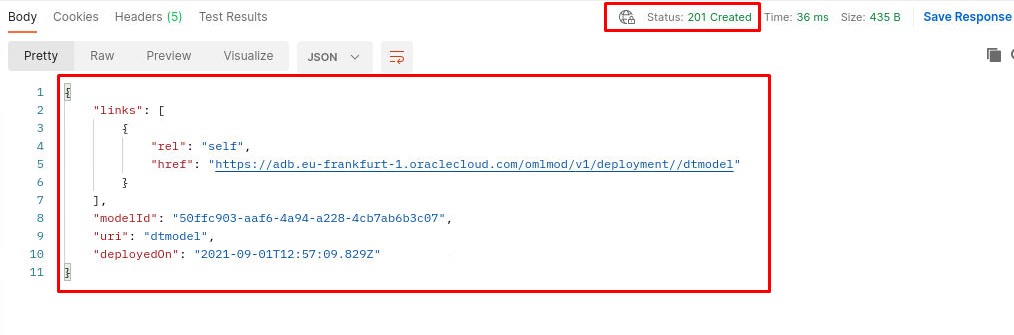 Body Cookies Headers (5) Test Results Status: 201 Created Time: 36 ms Size: 435 B Save Response
Pretty Raw Preview Visualize JSON
1 {
2 "links": [
3 {
4 "rel": "self",
5 "href": "https://adb.eu-frankfurt-1.oraclecloud.com/omlmod/v1/deployment//dtmodel"
6 }
7 ],
8 "modelId": "50ffc903-aaf6-4a94-a228-4cb7ab6b3c07",
9 "uri": "dtmodel",
10 "deployedOn": "2021-09-01T12:57:09.829Z"
11 }